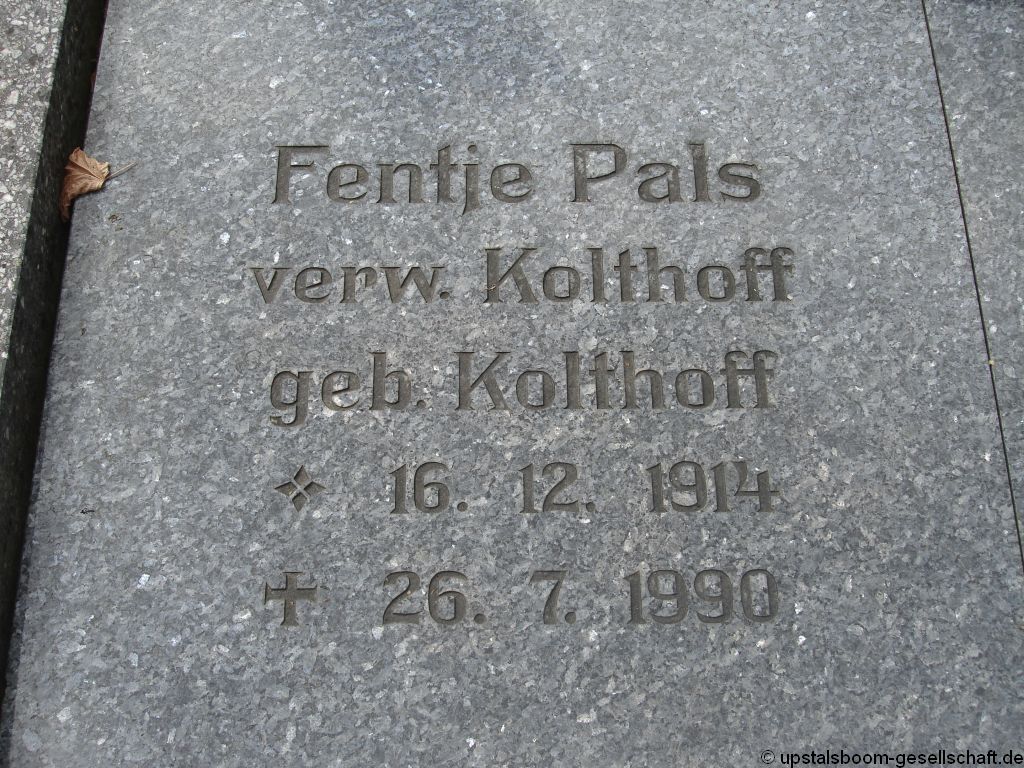 Fentje Pals
verw. Kolthoff
geb. Kolthoff
16. 12. 1914
26. 7. 1990
© upstalsboom-gesellschaft.de